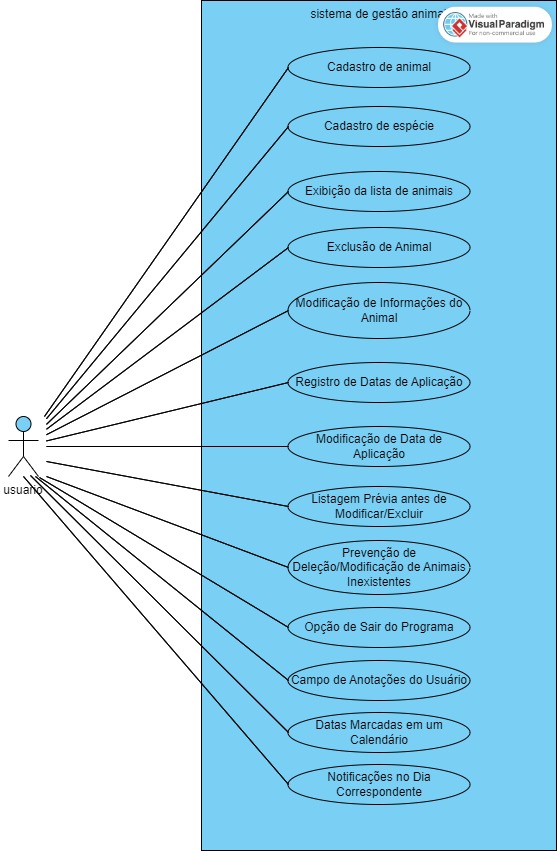 sistema de gestão animal
Made with
Visual Paradigm
For non-commercial use
Cadastro de animal
Cadastro de espécie
Exibição da lista de animais
Exclusão de Animal
Modificação de Informações do
Animal
Registro de Datas de Aplicação
Modificação de Data de
Aplicação
usuario
Listagem Prévia antes de
Modificar/Excluir
Prevenção de
Deleção/Modificação de Animais
Inexistentes
Opção de Sair do Programa
Campo de Anotações do Usuário
Datas Marcadas em um
Calendário
Notificações no Dia
Correspondente